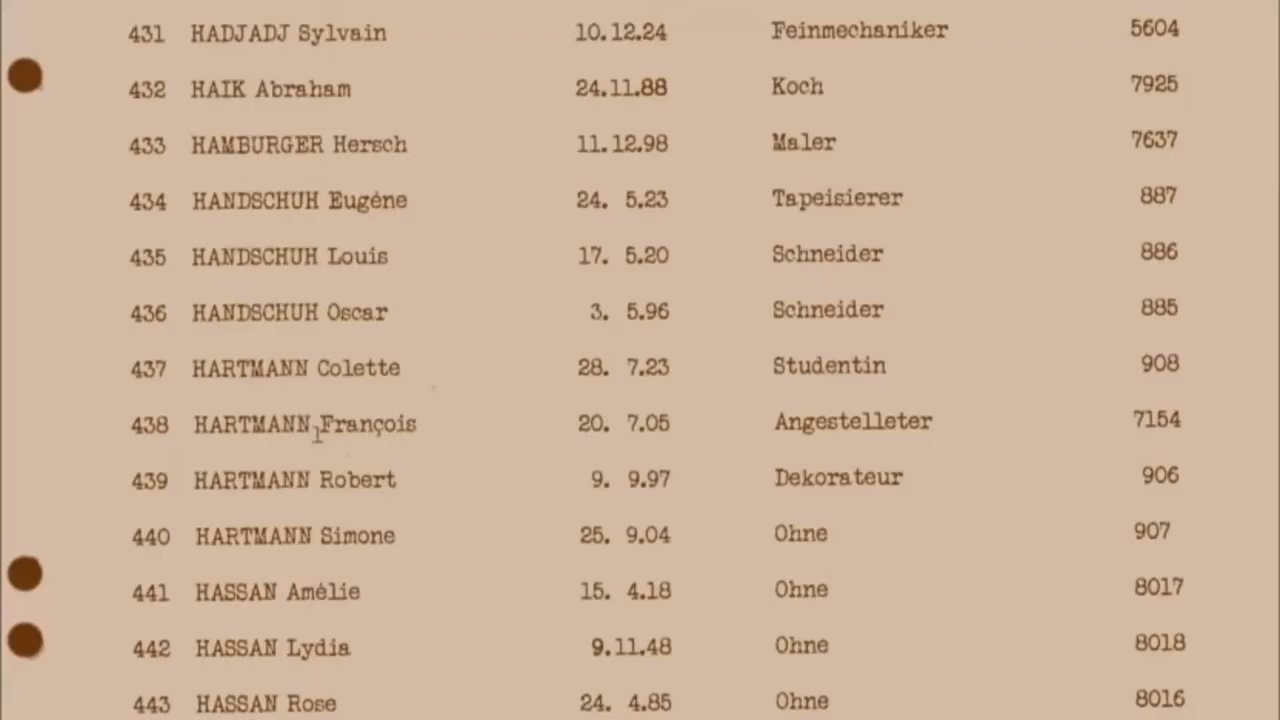 431 HADJADJ Sylvain 10.12.24 Feinmechaniker 5604
432 HAIK Abraham 24.11.88 Koch 7925
433 HAMBURGER Hersch 11.12.98 Maler 7637
434 HANDSCHUH Eugène 24. 5.23 Tapeisierer 887
435 HANDSCHUH Louis 17. 5.20 Schneider 886
436 HANDSCHUH Oscar 3. 5.96 Schneider 885
437 HARTMANN Colette 28. 7.23 Studentin 908
438 HARTMANN François 20. 7.05 Angestelleter 7154
439 HARTMANN Robert 9. 9.97 Dekorateur 906
440 HARTMANN Simone 25. 9.04 Ohne 907
441 HASSAN Amélie 15. 4.18 Ohne 8017
442 HASSAN Lydia 9.11.48 Ohne 8018
443 HASSAN Rose 24. 4.85 Ohne 8016